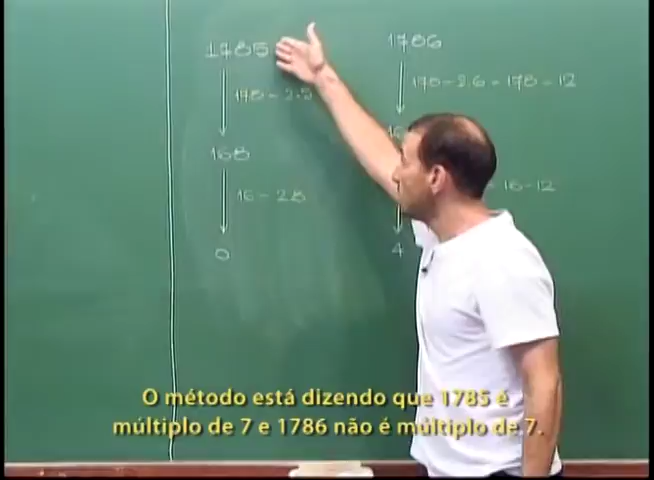 1785
178 - 2.5
168
16 - 2.8
0
1786
178 - 2.6 = 178 - 12
= 16 - 12
4
O método está dizendo que 1785 é
múltiplo de 7 e 1786 não é múltiplo de 7.